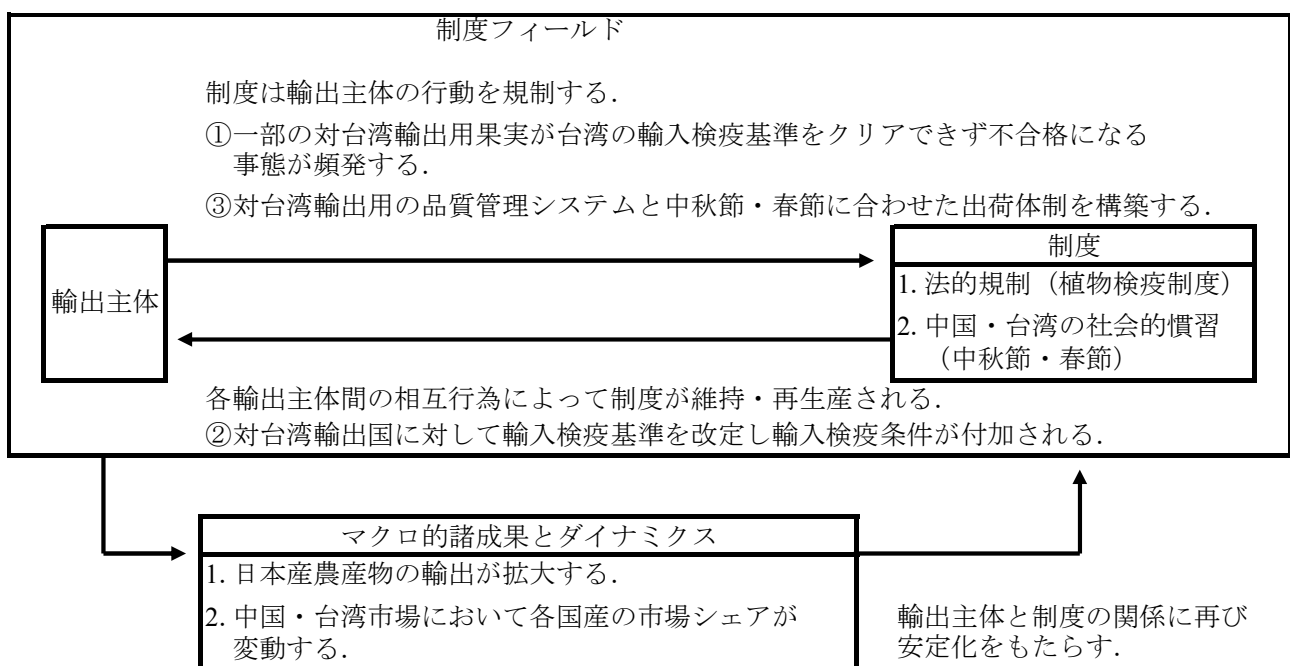 制度フィールド
制度は輸出主体の行動を規制する．
①一部の対台湾輸出用果実が台湾の輸入検疫基準をクリアできず不合格になる
事態が頻発する．
③対台湾輸出用の品質管理システムと中秋節・春節に合わせた出荷体制を構築する．
輸出主体
制度
1. 法的規制（植物検疫制度）
2. 中国・台湾の社会的慣習
（中秋節・春節）
各輸出主体間の相互行為によって制度が維持・再生産される．
②対台湾輸出国に対して輸入検疫基準を改定し輸入検疫条件が付加される．
マクロ的諸成果とダイナミクス
1. 日本産農産物の輸出が拡大する．
2. 中国・台湾市場において各国産の市場シェアが
変動する．
輸出主体と制度の関係に再び
安定化をもたらす．